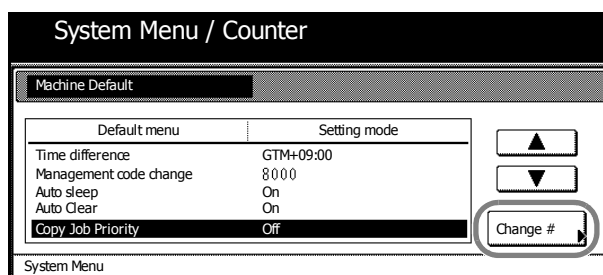 System Menu / Counter
Machine Default
Default menu Setting mode
Time difference GTM+09:00
Management code change 8000
Auto sleep On
Auto Clear On
Copy Job Priority Off
Change #
System Menu